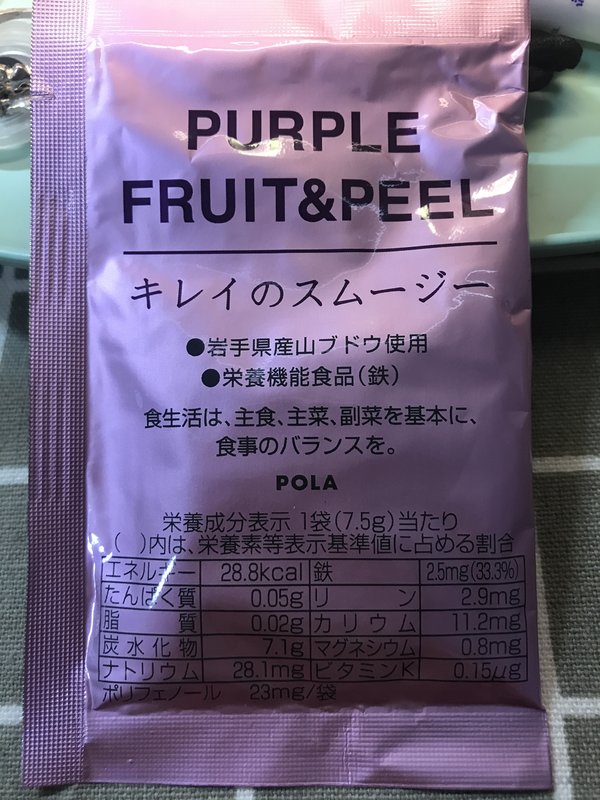 PURPLE
FRUIT&PEEL
キレイのスムージー
●岩手県産山ブドウ使用
●栄養機能食品(鉄)
食生活は、主食、主菜、副菜を基本に、
食事のバランスを。
POLA
栄養成分表示 1袋(7.5g)当たり
( )内は、栄養素等表示基準値に占める割合
エネルギー 28.8kcal 鉄 2.5mg(33.3%)
たんぱく質 0.05g リン 2.9mg
脂質 0.02g カリウム 11.2mg
炭水化物 7.1g マグネシウム 0.8mg
ナトリウム 28.1mg ビタミンK 0.15μg
ポリフェノール 23mg/袋